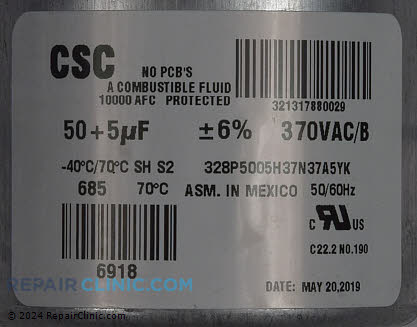 CSC
NO PCB'S
A COMBUSTIBLE FLUID
10000 AFC PROTECTED
321317880029
50+5µF ±6% 370VAC/B
-40°C/70°C SH S2 328P5005H37N37A5YK
685 70°C ASM. IN MEXICO 50/60Hz
6918
C RU US
C22.2 NO.190
DATE: MAY 20,2019
REPAIRCLINIC.COM
© 2024 RepairClinic.com